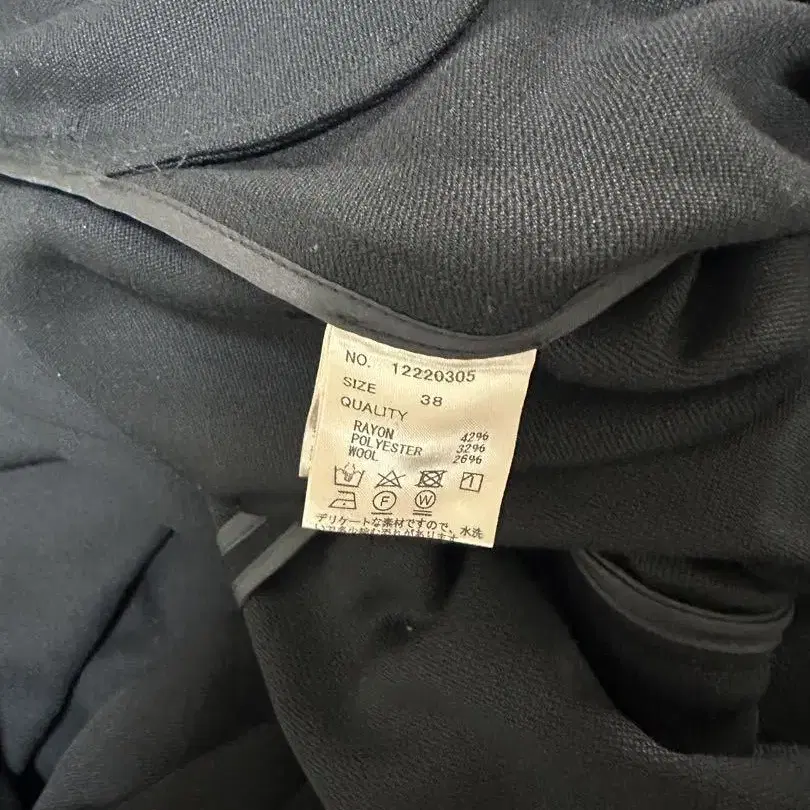 NO. 12220305
SIZE 38
QUALITY
RAYON 42%
POLYESTER 32%
WOOL 26%
F W
デリケートな素材ですので、水洗